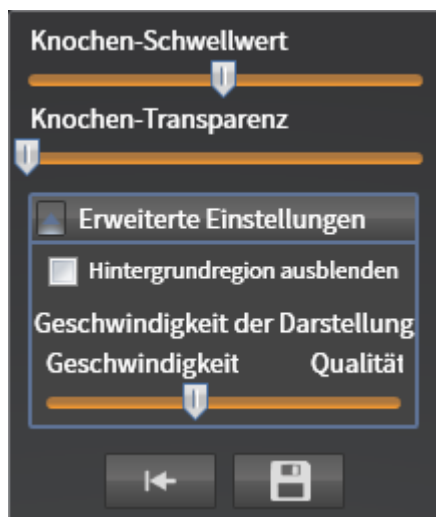 Knochen-Schwellwert
Knochen-Transparenz
Erweiterte Einstellungen
Hintergrundregion ausblenden
Geschwindigkeit der Darstellung
Geschwindigkeit Qualität